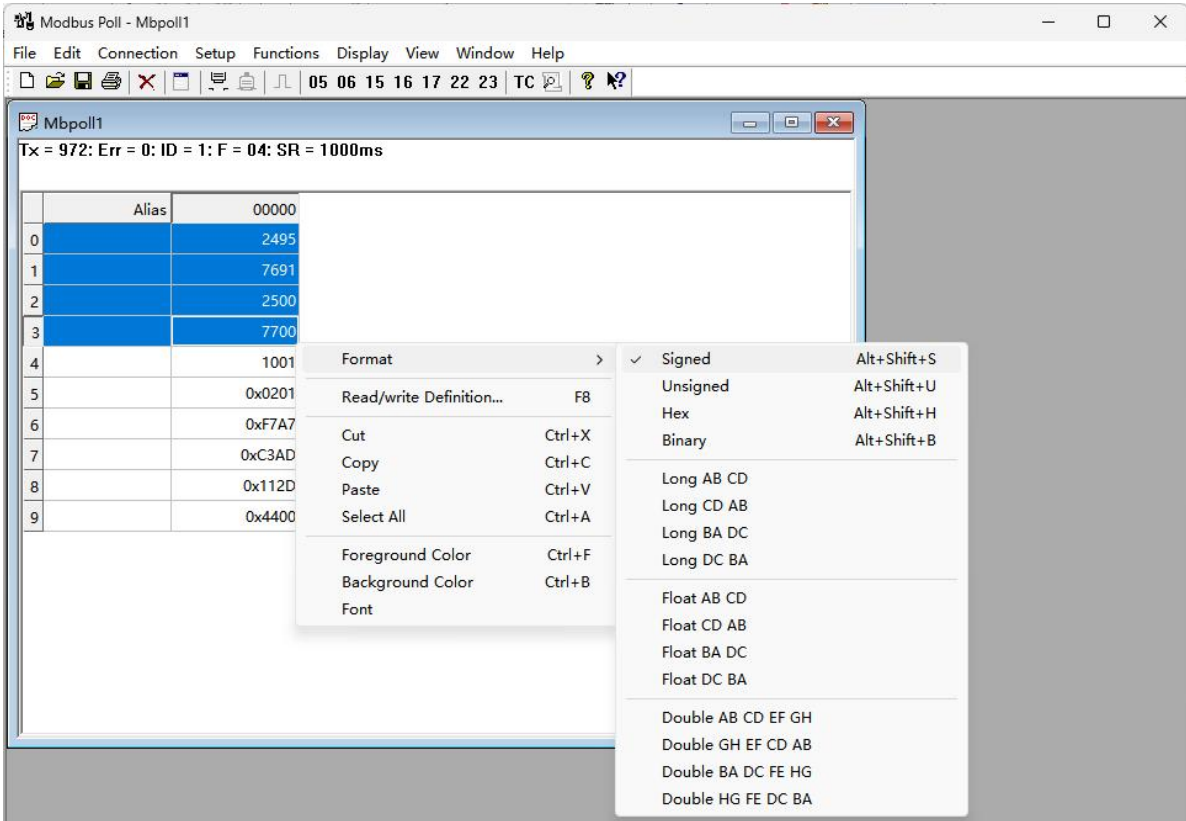 Modbus Poll - Mbpoll1
File Edit Connection Setup Functions Display View Window Help
05 06 15 16 17 22 23 TC
Mbpoll1
Tx = 972: Err = 0: ID = 1: F = 04: SR = 1000ms
Alias 00000
0 2495
1 7691
2 2500
3 7700
4 1001
5 0x0201
6 0xF7A7
7 0xC3AD
8 0x112D
9 0x4400
Format
Read/write Definition... F8
Cut Ctrl+X
Copy Ctrl+C
Paste Ctrl+V
Select All Ctrl+A
Foreground Color Ctrl+F
Background Color Ctrl+B
Font
Signed Alt+Shift+S
Unsigned Alt+Shift+U
Hex Alt+Shift+H
Binary Alt+Shift+B
Long AB CD
Long CD AB
Long BA DC
Long DC BA
Float AB CD
Float CD AB
Float BA DC
Float DC BA
Double AB CD EF GH
Double GH EF CD AB
Double BA DC FE HG
Double HG FE DC BA